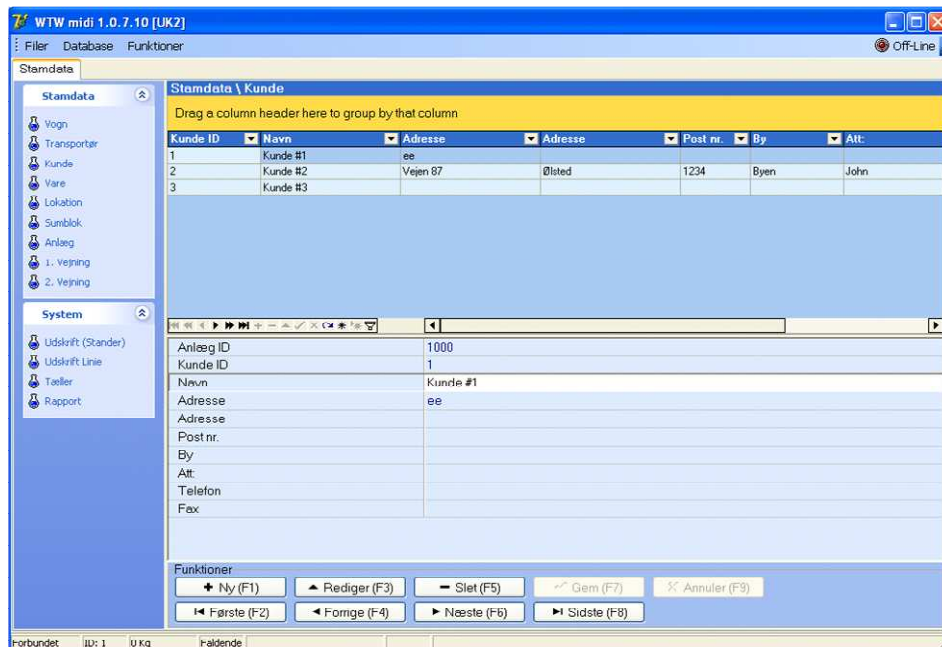 WTW midi 1.0.7.10 [UK2]
Filer Database Funktioner Off-Line
Stamdata
Stamdata
Vogn
Transportør
Kunde
Vare
Lokation
Sumblok
Anlæg
1. Vejning
2. Vejning
System
Udskrift (Stander)
Udskrift Linie
Tæller
Rapport
Stamdata \ Kunde
Drag a column header here to group by that column
Kunde ID Navn Adresse Adresse Post nr. By Att:
1 Kunde #1 ee
2 Kunde #2 Vejen 87 Ølsted 1234 Byen John
3 Kunde #3
Anlæg ID 1000
Kunde ID 1
Navn Kunde #1
Adresse ee
Adresse
Post nr.
By
Att:
Telefon
Fax
Funktioner
Ny (F1) Rediger (F3) Slet (F5) Gem (F7) Annuler (F9)
Første (F2) Forrige (F4) Næste (F6) Sidste (F8)
Forbundet ID: 1 0 Kg Faldende